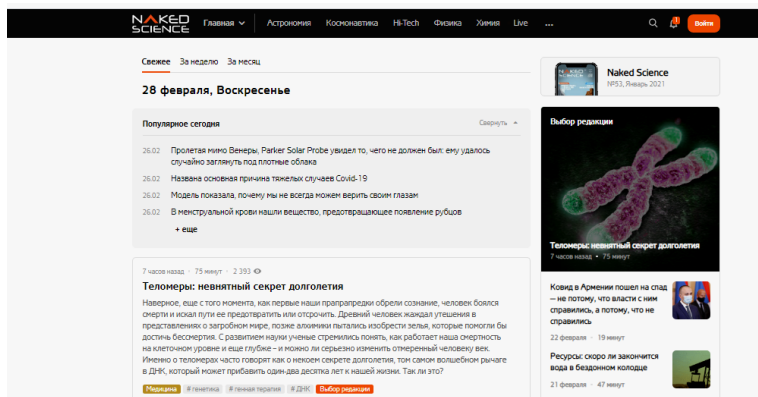 NAKED SCIENCE
Главная
Астрономия
Космонавтика
Hi-Tech
Физика
Химия
Live
...
1
Войти
Свежее
За неделю
За месяц
28 февраля, Воскресенье
Популярное сегодня
Свернуть
26.02 Пролетая мимо Венеры, Parker Solar Probe увидел то, чего не должен был: ему удалось
случайно заглянуть под плотные облака
26.02 Названа основная причина тяжелых случаев Covid-19
26.02 Модель показала, почему мы не всегда можем верить своим глазам
26.02 В менструальной крови нашли вещество, предотвращающее появление рубцов
+ еще
7 часов назад · 75 минут · 2 393
Теломеры: невнятный секрет долголетия
Наверное, еще с того момента, как первые наши прапрапредки обрели сознание, человек боялся
смерти и искал пути ее предотвратить или отсрочить. Древний человек жаждал утешения в
представлениях о загробном мире, позже алхимики пытались изобрести зелья, которые помогли бы
достичь бессмертия. С развитием науки ученые стремились понять, как работает наша смертность
на клеточном уровне и еще глубже – и можно ли серьезно изменить отмеренный человеку век.
Именно о теломерах часто говорят как о некоем секрете долголетия, том самом волшебном рычаге
в ДНК, который может прибавить один-два десятка лет к нашей жизни. Так ли это?
Медицина
# генетика
# генная терапия
# ДНК
Выбор редакции
Naked Science
№53, Январь 2021
Выбор редакции
Теломеры: невнятный секрет долголетия
7 часов назад • 75 минут
Ковид в Армении пошел на спад
— не потому, что власти с ним
справились, а потому, что не
справились
22 февраля · 19 минут
Ресурсы: скоро ли закончится
вода в бездонном колодце
21 февраля · 47 минут